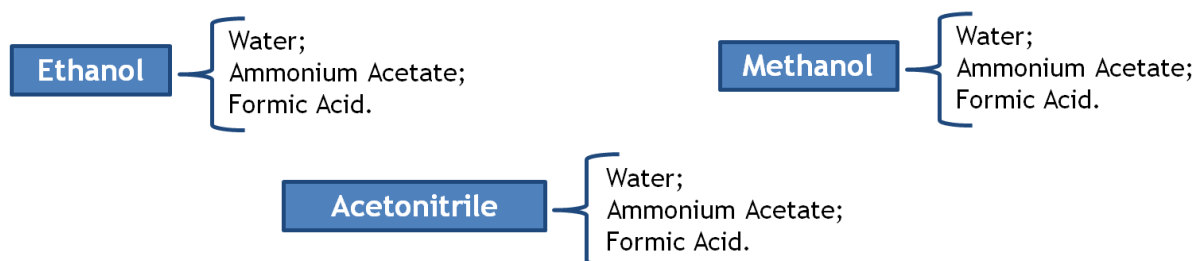 Ethanol
Water;
Ammonium Acetate;
Formic Acid.
Methanol
Water;
Ammonium Acetate;
Formic Acid.
Acetonitrile
Water;
Ammonium Acetate;
Formic Acid.